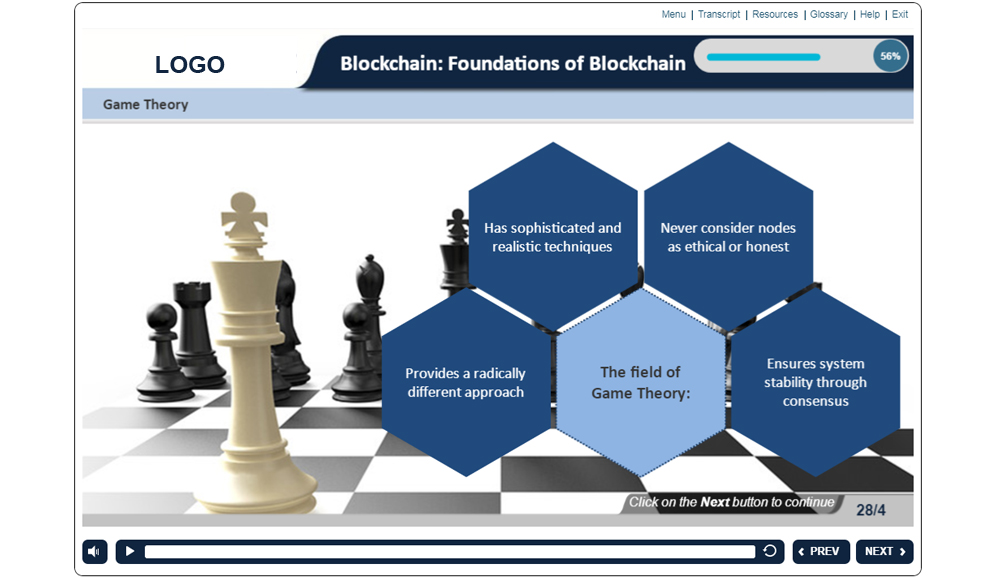 Menu | Transcript | Resources | Glossary | Help | Exit
LOGO
Blockchain: Foundations of Blockchain
56%
Game Theory
Has sophisticated and
realistic techniques
Never consider nodes
as ethical or honest
Provides a radically
different approach
The field of
Game Theory:
Ensures system
stability through
consensus
Click on the Next button to continue
28/4
PREV
NEXT